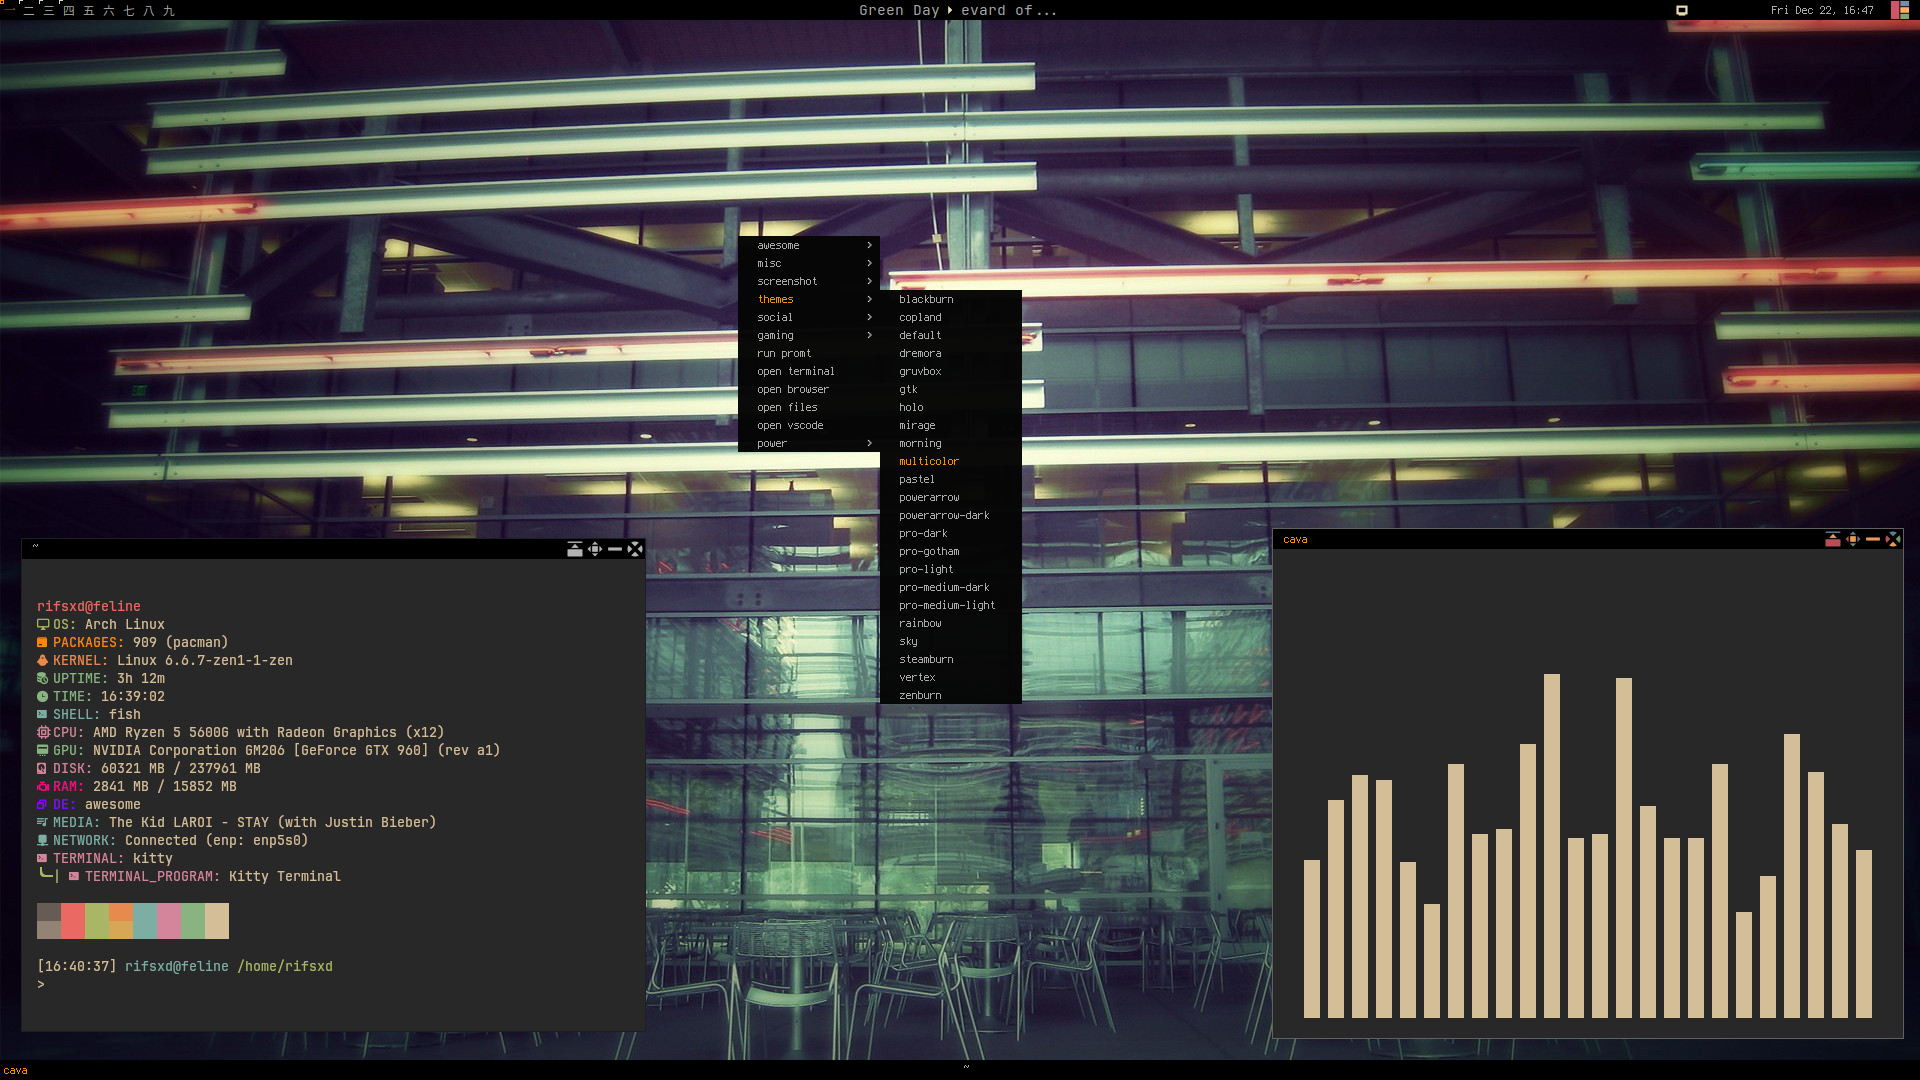 一 二 三 四 五 六 七 八 九
Green Day ▸ evard of...
Fri Dec 22, 16:47
awesome
misc
screenshot
themes
social
gaming
run promt
open terminal
open browser
open files
open vscode
power
blackburn
copland
default
dremora
gruvbox
gtk
holo
mirage
morning
multicolor
pastel
powerarrow
powerarrow-dark
pro-dark
pro-gotham
pro-light
pro-medium-dark
pro-medium-light
rainbow
sky
steamburn
vertex
zenburn
~
rifsxd@feline
OS: Arch Linux
PACKAGES: 909 (pacman)
KERNEL: Linux 6.6.7-zen1-1-zen
UPTIME: 3h 12m
TIME: 16:39:02
SHELL: fish
CPU: AMD Ryzen 5 5600G with Radeon Graphics (x12)
GPU: NVIDIA Corporation GM206 [GeForce GTX 960] (rev a1)
DISK: 60321 MB / 237961 MB
RAM: 2841 MB / 15852 MB
DE: awesome
MEDIA: The Kid LAROI - STAY (with Justin Bieber)
NETWORK: Connected (enp: enp5s0)
TERMINAL: kitty
TERMINAL_PROGRAM: Kitty Terminal
[16:40:37] rifsxd@feline /home/rifsxd
>
cava
cava
~